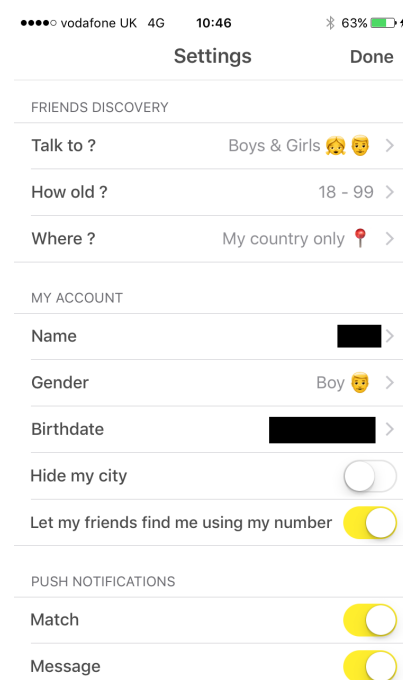 vodafone UK 4G 10:46 63%
Settings Done
FRIENDS DISCOVERY
Talk to ? Boys & Girls 👧👨
How old ? 18 - 99
Where ? My country only 📍
MY ACCOUNT
Name
Gender Boy 👨
Birthdate
Hide my city
Let my friends find me using my number
PUSH NOTIFICATIONS
Match
Message